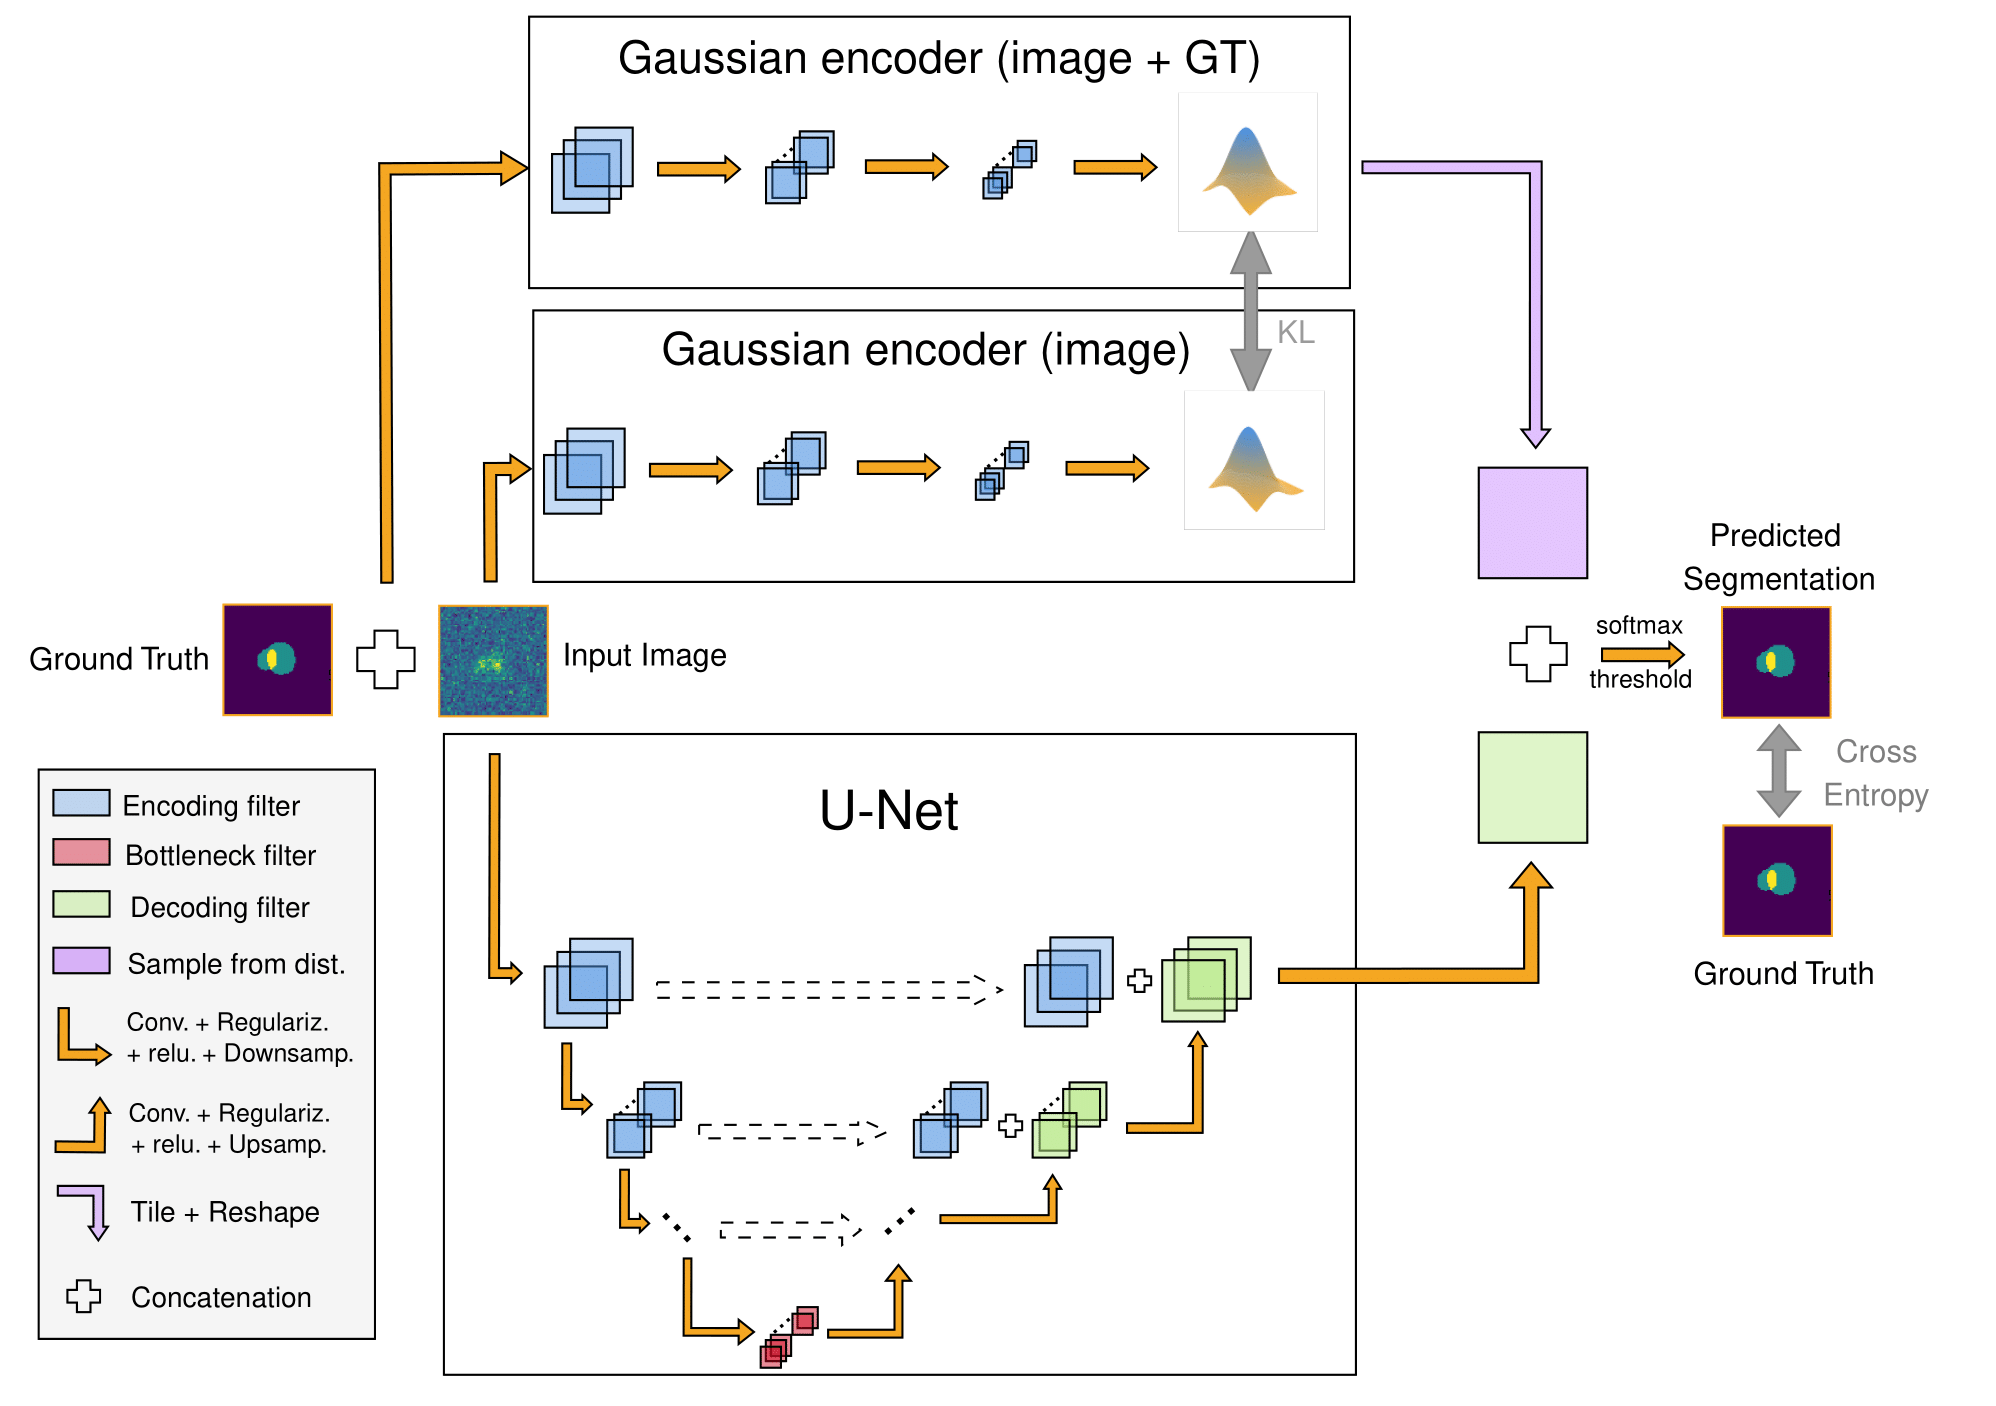 Gaussian encoder (image + GT)
KL
Gaussian encoder (image)
Ground Truth
Input Image
Predicted
Segmentation
softmax
threshold
Cross
Entropy
Ground Truth
U-Net
Encoding filter
Bottleneck filter
Decoding filter
Sample from dist.
Conv. + Regulariz.
+ relu. + Downsamp.
Conv. + Regulariz.
+ relu. + Upsamp.
Tile + Reshape
Concatenation